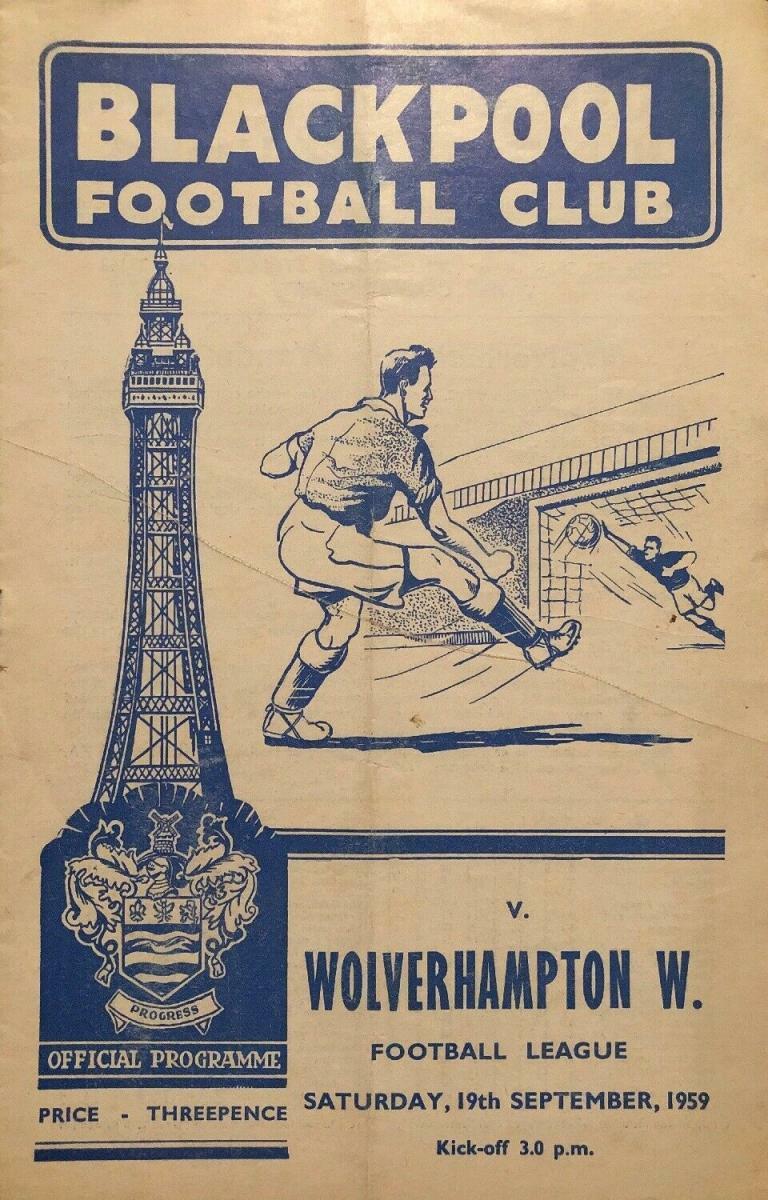 BLACKPOOL
FOOTBALL CLUB
PROGRESS
OFFICIAL PROGRAMME
PRICE - THREEPENCE
v.
WOLVERHAMPTON W.
FOOTBALL LEAGUE
SATURDAY, 19th SEPTEMBER, 1959
Kick-off 3.0 p.m.